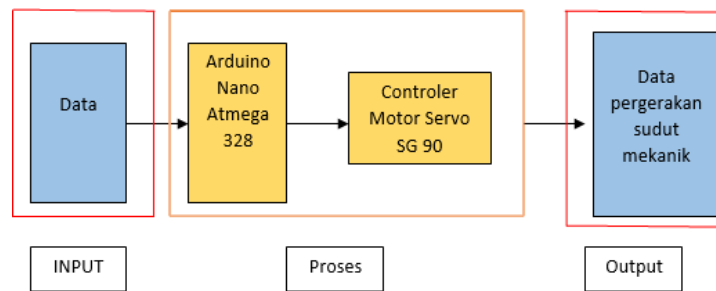 Data
Arduino
Nano
Atmega
328
Controler
Motor Servo
SG 90
Data
pergerakan
sudut
mekanik
INPUT
Proses
Output